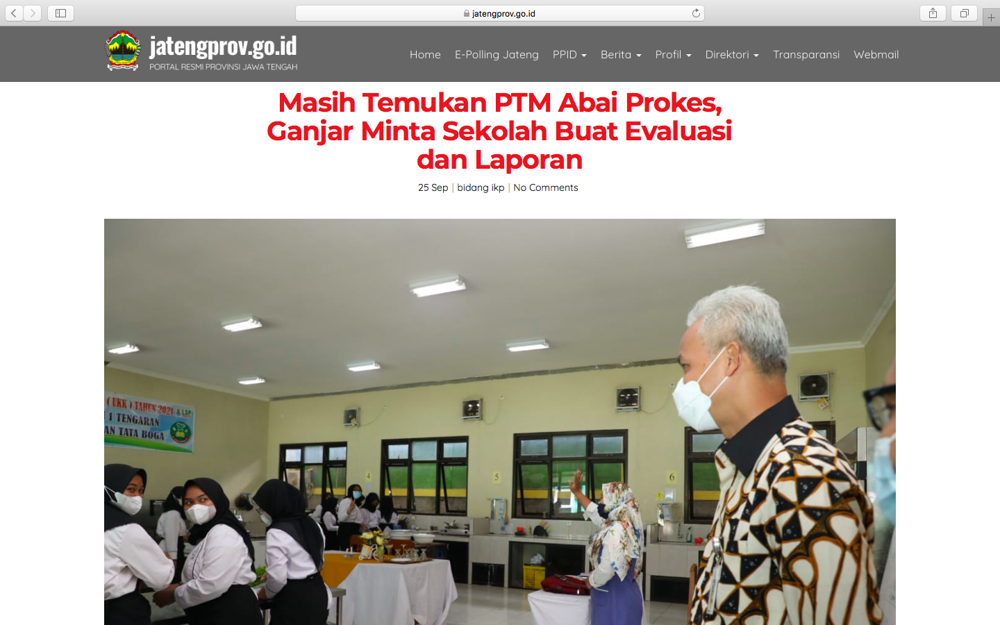 jatengprov.go.id
jatengprov.go.id
PORTAL RESMI PROVINSI JAWA TENGAH
Home E-Polling Jateng PPID Berita Profil Direktori Transparansi Webmail
Masih Temukan PTM Abai Prokes,
Ganjar Minta Sekolah Buat Evaluasi
dan Laporan
25 Sep | bidang ikp | No Comments
( UKK ) TAHUN 2021 & LSP
1 TENGARAN
AN TATA BOGA
4
5
6